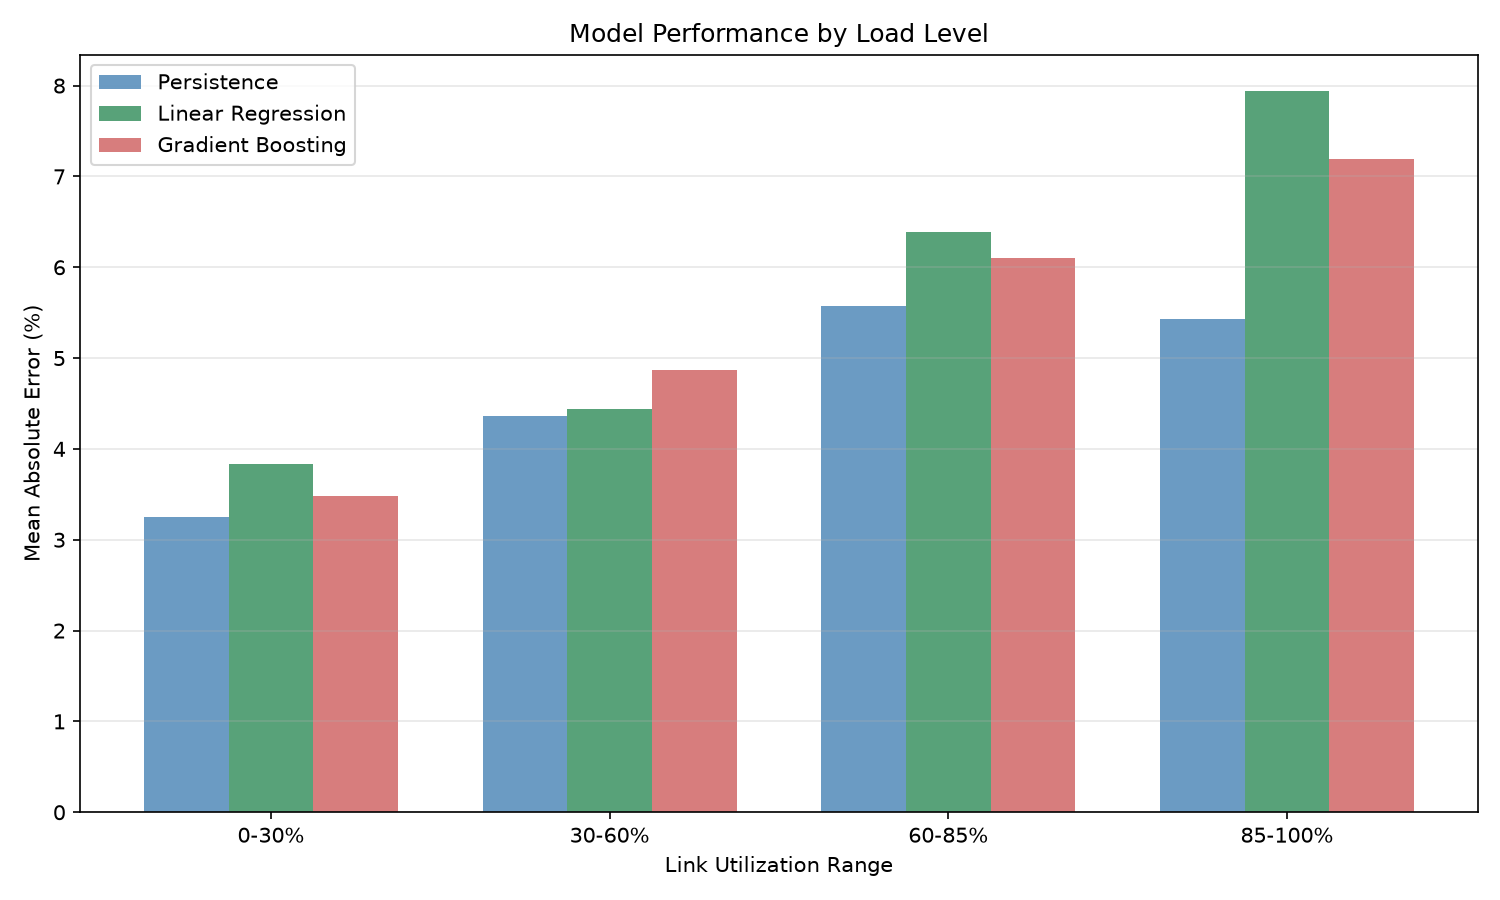 Model Performance by Load Level
Persistence
Linear Regression
Gradient Boosting
Mean Absolute Error (%)
8
7
6
5
4
3
2
1
0
0-30%
30-60%
60-85%
85-100%
Link Utilization Range